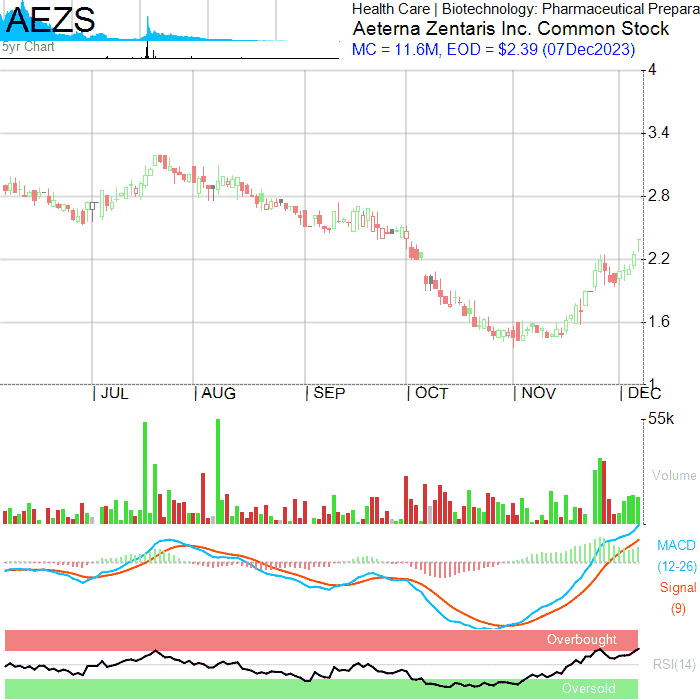 AEZS
5yr Chart
Health Care | Biotechnology: Pharmaceutical Prepara
Aeterna Zentaris Inc. Common Stock
MC = 11.6M, EOD = $2.39 (07Dec2023)
4
3.4
2.8
2.2
1.6
1
| JUL | AUG | SEP | OCT | NOV | DEC
55k
Volume
MACD
(12-26)
Signal
(9)
Overbought
RSI(14)
Oversold